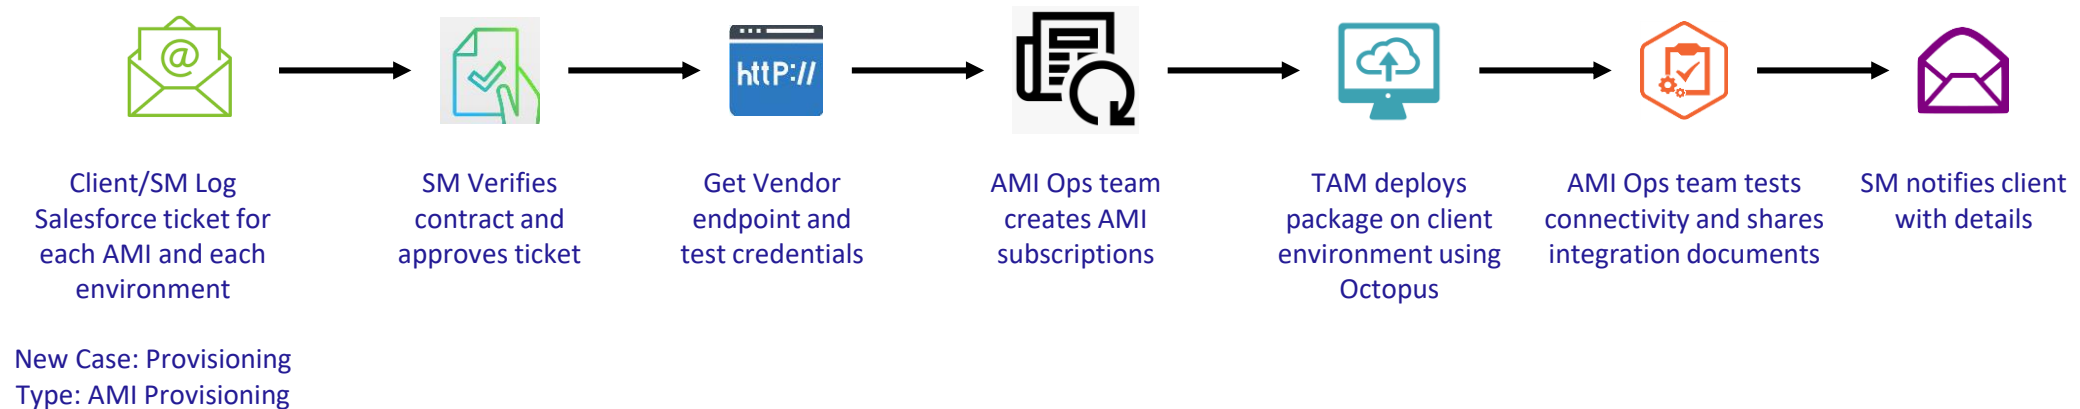 @
httP://
Client/SM Log
Salesforce ticket for
each AMI and each
environment
New Case: Provisioning
Type: AMI Provisioning
SM Verifies
contract and
approves ticket
Get Vendor
endpoint and
test credentials
AMI Ops team
creates AMI
subscriptions
TAM deploys
package on client
environment using
Octopus
AMI Ops team tests
connectivity and shares
integration documents
SM notifies client
with details